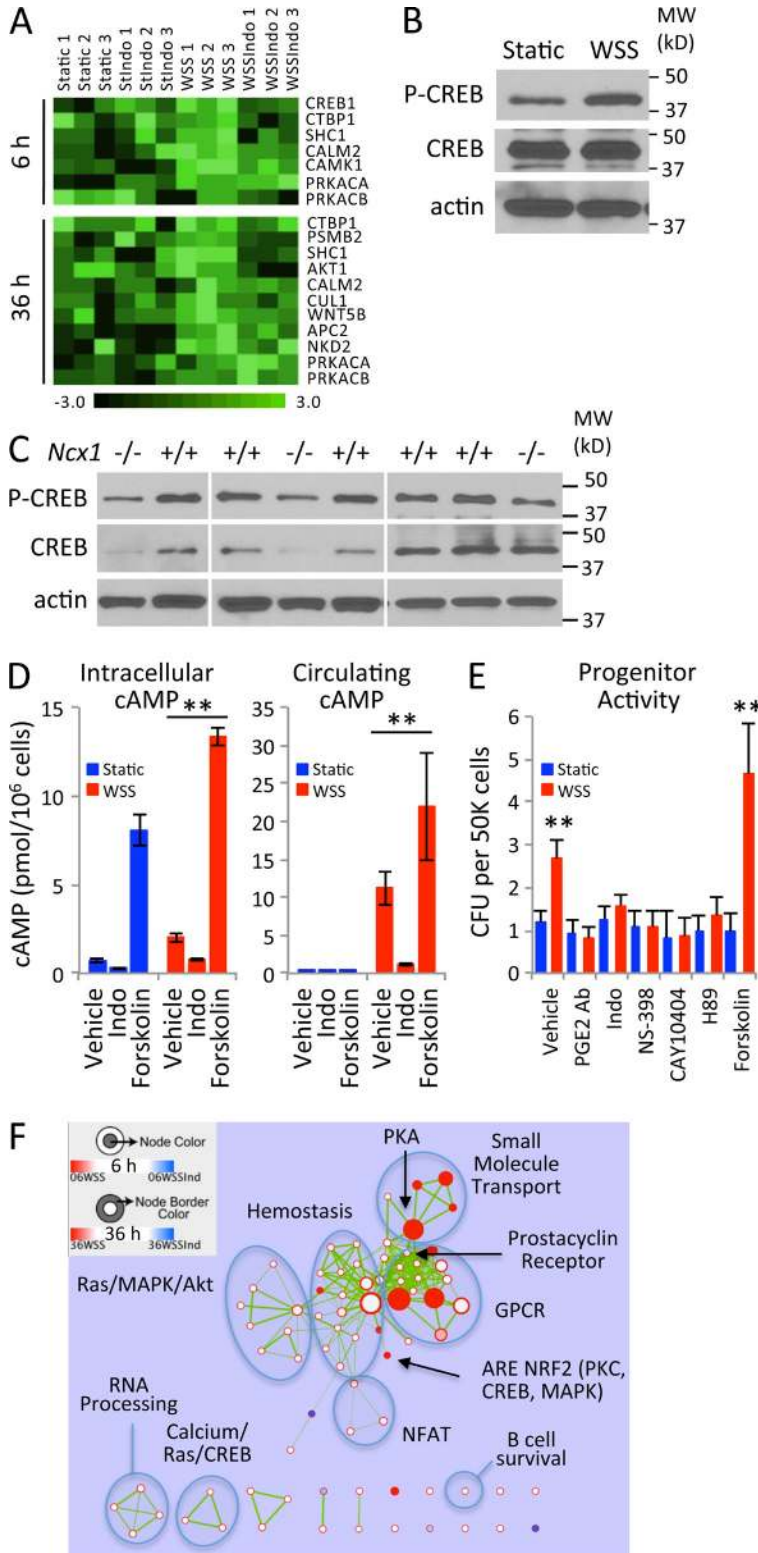 A
Static 1
Static 2
Static 3
StIndo 1
StIndo 2
StIndo 3
WSS 1
WSS 2
WSS 3
WSSIndo 1
WSSIndo 2
WSSIndo 3
6 h
CREB1
CTBP1
SHC1
CALM2
CAMK1
PRKACA
PRKACB
36 h
CTBP1
PSMB2
SHC1
AKT1
CALM2
CUL1
WNT5B
APC2
NKD2
PRKACA
PRKACB
-3.0 3.0
B
MW
(kD)
Static WSS
P-CREB
50
37
CREB
50
37
actin
37
C
Ncx1 -/- +/+ +/+ -/- +/+ +/+ +/+ -/-
MW
(kD)
P-CREB
50
37
CREB
50
37
actin
37
D
Intracellular
cAMP
cAMP (pmol/10⁶ cells)
15
10
5
0
**
Static
WSS
Vehicle
Indo
Forskolin
Vehicle
Indo
Forskolin
Circulating
cAMP
35
30
25
20
15
10
5
0
**
Static
WSS
Vehicle
Indo
Forskolin
Vehicle
Indo
Forskolin
E
Progenitor
Activity
CFU per 50K cells
6
5
4
3
2
1
0
Static
WSS
**
**
Vehicle
PGE2 Ab
Indo
NS-398
CAY10404
H89
Forskolin
F
Node Color
6 h
06WSS 06WSSInd
Node Border
Color
36 h
36WSS 36WSSInd
PKA
Small
Molecule
Transport
Hemostasis
Prostacyclin
Receptor
Ras/MAPK/Akt
GPCR
ARE NRF2 (PKC,
CREB, MAPK)
RNA
Processing
Calcium/
Ras/CREB
NFAT
B cell
survival